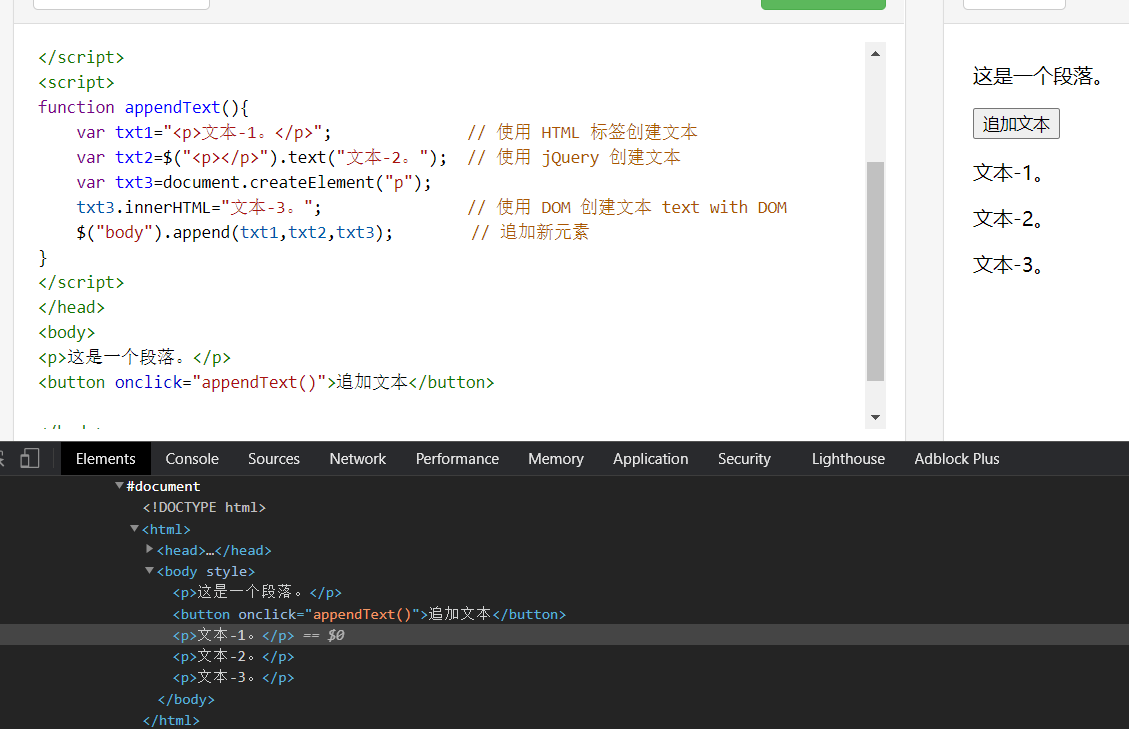 </script>
<script>
function appendText(){
    var txt1="<p>文本-1。</p>";              // 使用 HTML 标签创建文本
    var txt2=$("<p></p>").text("文本-2。");  // 使用 jQuery 创建文本
    var txt3=document.createElement("p");
    txt3.innerHTML="文本-3。";               // 使用 DOM 创建文本 text with DOM
    $("body").append(txt1,txt2,txt3);        // 追加新元素
}
</script>
</head>
<body>
<p>这是一个段落。</p>
<button onclick="appendText()">追加文本</button>
这是一个段落。
追加文本
文本-1。
文本-2。
文本-3。
Elements Console Sources Network Performance Memory Application Security Lighthouse Adblock Plus
#document
<!DOCTYPE html>
<html>
<head>…</head>
<body style>
<p>这是一个段落。</p>
<button onclick="appendText()">追加文本</button>
<p>文本-1。</p> == $0
<p>文本-2。</p>
<p>文本-3。</p>
</body>
</html>